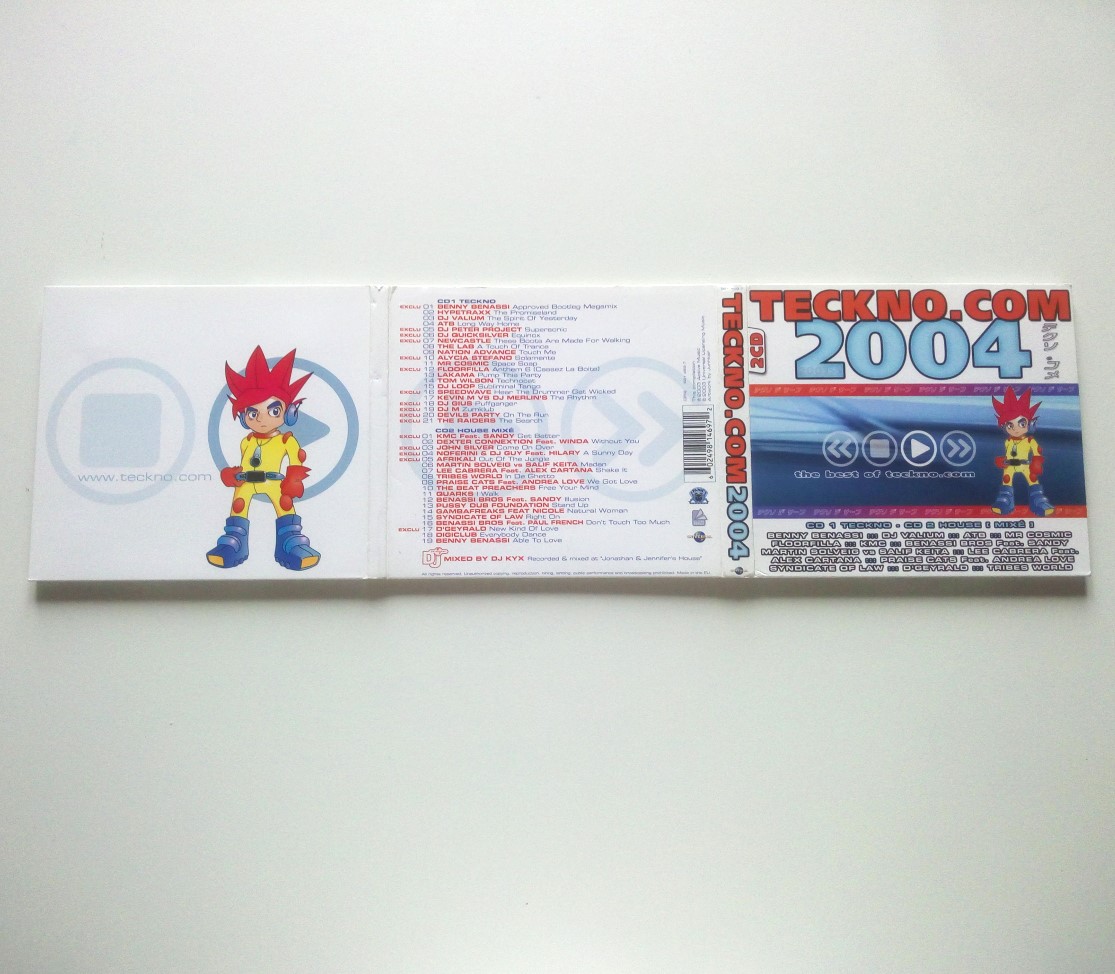 www.teckno.com
CD1 TECKNO
EXCLU 01 BENNY BENASSI Approved Bootleg Megamix
02 HYPETRAXX The Promissland
03 DJ VALIUM The Spirit Of Yesterday
04 ATB Long Way Home
EXCLU 05 DJ PETER PROJECT Supersonic
EXCLU 06 DJ QUICKSILVER Equinox
EXCLU 07 NEWCASTLE These Boots Are Made For Walking
08 THE LAB A Touch Of Trance
09 NATION ADVANCE Touch Me
EXCLU 10 ALYCIA STEFANO Solamente
11 MR COSMIC Space Soap
EXCLU 12 FLOORFILLA Anthem 6 (Cassez La Boite)
13 LAKAMA Pump This Party
14 TOM WILSON Technocat
15 DJ LOOP Subliminal Tango
EXCLU 16 SPEEDWAVE Hear The Drummer Get Wicked
17 KEVIN M VS DJ MERLIN'S The Rhythm
EXCLU 18 DJ GIUS Puffganger
EXCLU 19 DJ M Zumklub
EXCLU 20 DEVILS PARTY On The Run
EXCLU 21 THE RAIDERS The Search
CD2 HOUSE MIXÉ
EXCLU 01 KMC Feat. SANDY Get Better
02 DEXTER CONNEXTION Feat. WINDA Without You
EXCLU 03 JOHN SILVER Come On Over
EXCLU 04 NOFERINI & DJ GUY Feat. HILARY A Sunny Day
EXCLU 05 AFRIKALI Out Of The Jungle
06 MARTIN SOLVEIG vs SALIF KEITA Madan
07 LEE CABRERA Feat. ALEX CARTANA Shake It
08 TRIBES WORLD In Da Ghetto
09 PRAISE CATS Feat. ANDREA LOVE We Got Love
10 THE BEAT PREACHERS Free Your Mind
11 QUARKS I Walk
12 BENASSI BROS Feat. SANDY Illusion
13 PUSSY DUB FOUNDATION Stand Up
14 GAMBAFREAKS FEAT NICOLE Natural Woman
15 SYNDICATE OF LAW Right On
16 BENASSI BROS Feat. PAUL FRENCH Don't Touch Too Much
EXCLU 17 D'GEYRALD New Kind Of Love
18 DIGICLUB Everybody Dance
19 BENNY BENASSI Able To Love
MIXED BY DJ KYX Recorded & mixed at "Jonathan & Jennifer's House"
TECKNO.COM 2004
TECKNO.COM
2004
2CD
the best of teckno.com
CD 1 TECKNO - CD 2 HOUSE [ MIXÉ ]
BENNY BENASSI ::: DJ VALIUM ::: ATB ::: MR COSMIC
FLOORFILLA ::: KMC ::: BENASSI BROS Feat. SANDY
MARTIN SOLVEIG vs SALIF KEITA ::: LEE CABRERA Feat.
ALEX CARTANA ::: PRAISE CATS Feat. ANDREA LOVE
SYNDICATE OF LAW ::: D'GEYRALD ::: TRIBES WORLD